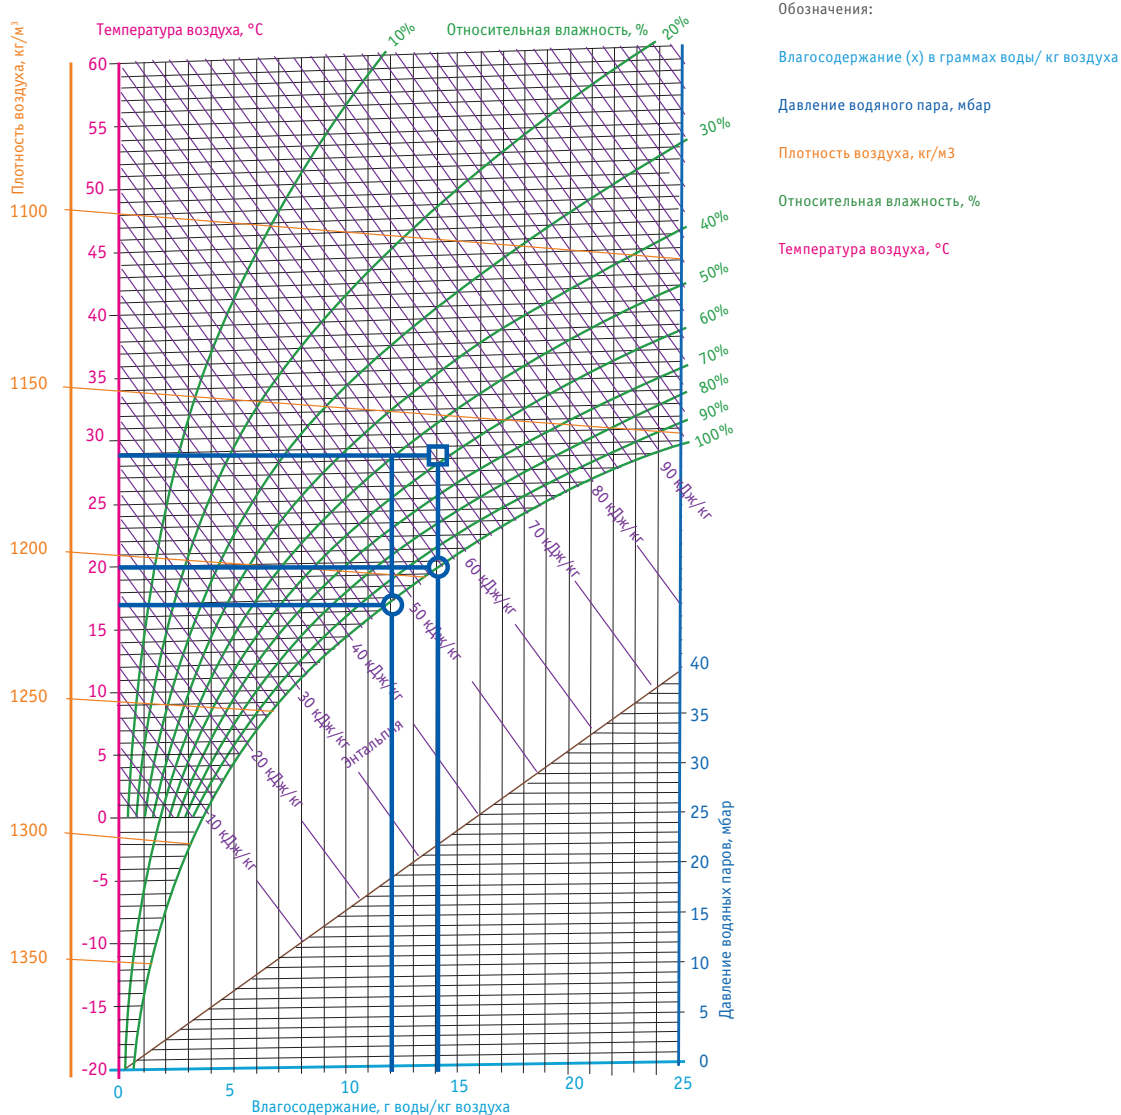 Температура воздуха, °C
Относительная влажность, %
10%
20%
30%
40%
50%
60%
70%
80%
90%
100%
Плотность воздуха, кг/м³
1100
1150
1200
1250
1300
1350
60
55
50
45
40
35
30
25
20
15
10
5
0
-5
-10
-15
-20
90 кДж/кг
80 кДж/кг
70 кДж/кг
60 кДж/кг
50 кДж/кг
40 кДж/кг
30 кДж/кг
20 кДж/кг
10 кДж/кг
Энтальпия
40
35
30
25
20
15
10
5
0
Давление водяных паров, мбар
0
5
10
15
20
25
Влагосодержание, г воды/кг воздуха
Обозначения:
Влагосодержание (x) в граммах воды/ кг воздуха
Давление водяного пара, мбар
Плотность воздуха, кг/м3
Относительная влажность, %
Температура воздуха, °C